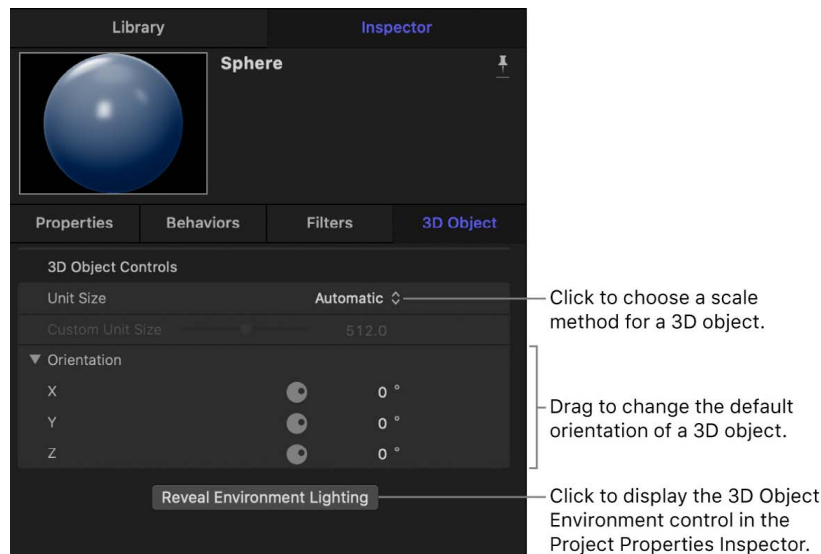 Library
Inspector
Sphere
Properties
Behaviors
Filters
3D Object
3D Object Controls
Unit Size
Automatic
Custom Unit Size
512.0
Orientation
X
0 °
Y
0 °
Z
0 °
Reveal Environment Lighting
Click to choose a scale
method for a 3D object.
Drag to change the default
orientation of a 3D object.
Click to display the 3D Object
Environment control in the
Project Properties Inspector.